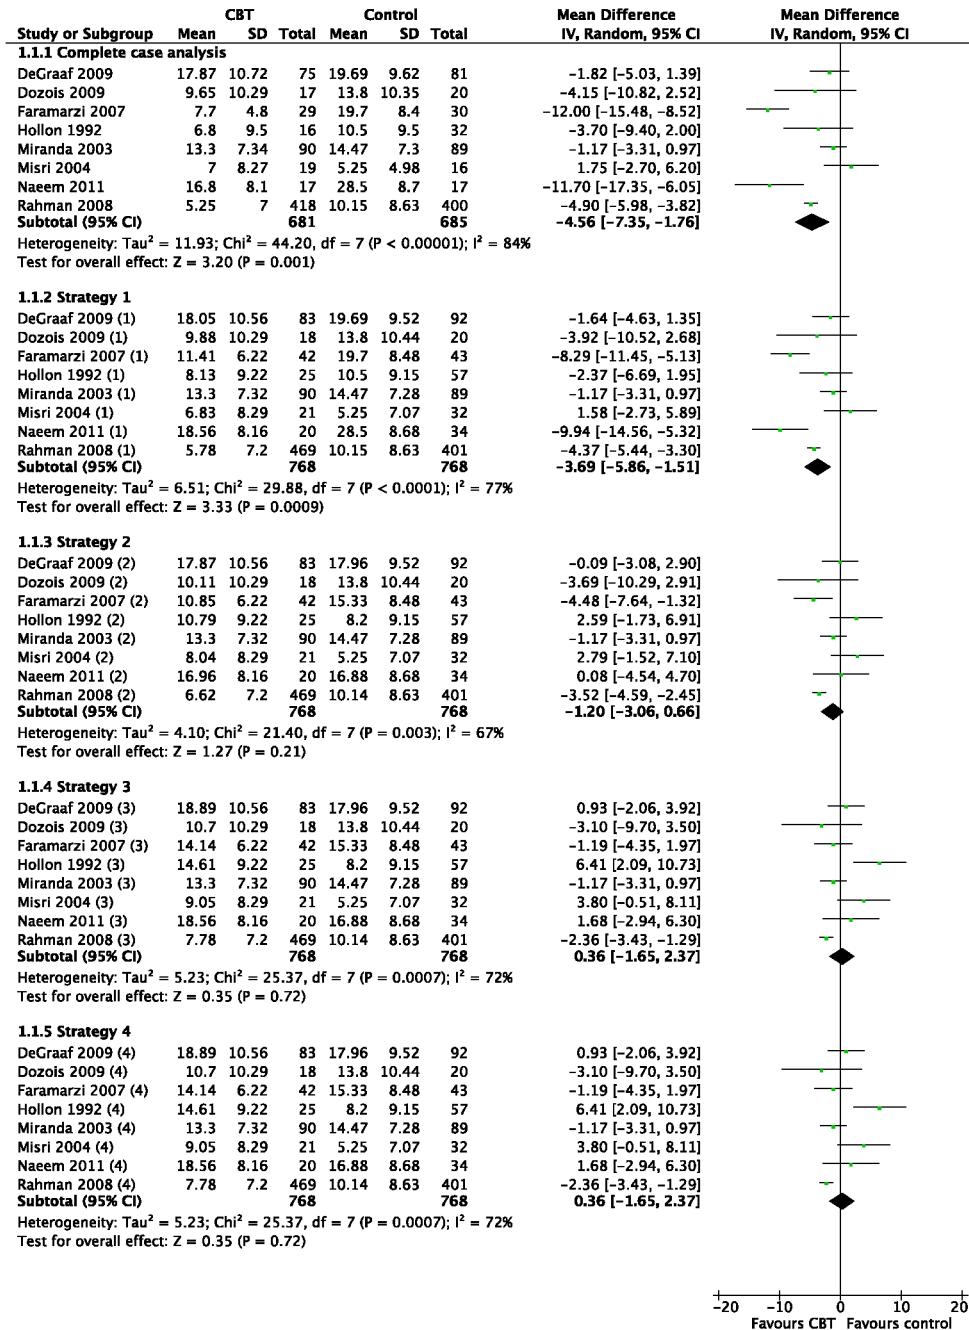 CBT Control Mean Difference Mean Difference
Study or Subgroup Mean SD Total Mean SD Total IV, Random, 95% CI IV, Random, 95% CI
1.1.1 Complete case analysis
DeGraaf 2009 17.87 10.72 75 19.69 9.62 81 −1.82 [−5.03, 1.39]
Dozois 2009 9.65 10.29 17 13.8 10.35 20 −4.15 [−10.82, 2.52]
Faramarzi 2007 7.7 4.8 29 19.7 8.4 30 −12.00 [−15.48, −8.52]
Hollon 1992 6.8 9.5 16 10.5 9.5 32 −3.70 [−9.40, 2.00]
Miranda 2003 13.3 7.34 90 14.47 7.3 89 −1.17 [−3.31, 0.97]
Misri 2004 7 8.27 19 5.25 4.98 16 1.75 [−2.70, 6.20]
Naeem 2011 16.8 8.1 17 28.5 8.7 17 −11.70 [−17.35, −6.05]
Rahman 2008 5.25 7 418 10.15 8.63 400 −4.90 [−5.98, −3.82]
Subtotal (95% CI) 681 685 −4.56 [−7.35, −1.76]
Heterogeneity: Tau² = 11.93; Chi² = 44.20, df = 7 (P < 0.00001); I² = 84%
Test for overall effect: Z = 3.20 (P = 0.001)
1.1.2 Strategy 1
DeGraaf 2009 (1) 18.05 10.56 83 19.69 9.52 92 −1.64 [−4.63, 1.35]
Dozois 2009 (1) 9.88 10.29 18 13.8 10.44 20 −3.92 [−10.52, 2.68]
Faramarzi 2007 (1) 11.41 6.22 42 19.7 8.48 43 −8.29 [−11.45, −5.13]
Hollon 1992 (1) 8.13 9.22 25 10.5 9.15 57 −2.37 [−6.69, 1.95]
Miranda 2003 (1) 13.3 7.32 90 14.47 7.28 89 −1.17 [−3.31, 0.97]
Misri 2004 (1) 6.83 8.29 21 5.25 7.07 32 1.58 [−2.73, 5.89]
Naeem 2011 (1) 18.56 8.16 20 28.5 8.68 34 −9.94 [−14.56, −5.32]
Rahman 2008 (1) 5.78 7.2 469 10.15 8.63 401 −4.37 [−5.44, −3.30]
Subtotal (95% CI) 768 768 −3.69 [−5.86, −1.51]
Heterogeneity: Tau² = 6.51; Chi² = 29.88, df = 7 (P < 0.0001); I² = 77%
Test for overall effect: Z = 3.33 (P = 0.0009)
1.1.3 Strategy 2
DeGraaf 2009 (2) 17.87 10.56 83 17.96 9.52 92 −0.09 [−3.08, 2.90]
Dozois 2009 (2) 10.11 10.29 18 13.8 10.44 20 −3.69 [−10.29, 2.91]
Faramarzi 2007 (2) 10.85 6.22 42 15.33 8.48 43 −4.48 [−7.64, −1.32]
Hollon 1992 (2) 10.79 9.22 25 8.2 9.15 57 2.59 [−1.73, 6.91]
Miranda 2003 (2) 13.3 7.32 90 14.47 7.28 89 −1.17 [−3.31, 0.97]
Misri 2004 (2) 8.04 8.29 21 5.25 7.07 32 2.79 [−1.52, 7.10]
Naeem 2011 (2) 16.96 8.16 20 16.88 8.68 34 0.08 [−4.54, 4.70]
Rahman 2008 (2) 6.62 7.2 469 10.14 8.63 401 −3.52 [−4.59, −2.45]
Subtotal (95% CI) 768 768 −1.20 [−3.06, 0.66]
Heterogeneity: Tau² = 4.10; Chi² = 21.40, df = 7 (P = 0.003); I² = 67%
Test for overall effect: Z = 1.27 (P = 0.21)
1.1.4 Strategy 3
DeGraaf 2009 (3) 18.89 10.56 83 17.96 9.52 92 0.93 [−2.06, 3.92]
Dozois 2009 (3) 10.7 10.29 18 13.8 10.44 20 −3.10 [−9.70, 3.50]
Faramarzi 2007 (3) 14.14 6.22 42 15.33 8.48 43 −1.19 [−4.35, 1.97]
Hollon 1992 (3) 14.61 9.22 25 8.2 9.15 57 6.41 [2.09, 10.73]
Miranda 2003 (3) 13.3 7.32 90 14.47 7.28 89 −1.17 [−3.31, 0.97]
Misri 2004 (3) 9.05 8.29 21 5.25 7.07 32 3.80 [−0.51, 8.11]
Naeem 2011 (3) 18.56 8.16 20 16.88 8.68 34 1.68 [−2.94, 6.30]
Rahman 2008 (3) 7.78 7.2 469 10.14 8.63 401 −2.36 [−3.43, −1.29]
Subtotal (95% CI) 768 768 0.36 [−1.65, 2.37]
Heterogeneity: Tau² = 5.23; Chi² = 25.37, df = 7 (P = 0.0007); I² = 72%
Test for overall effect: Z = 0.35 (P = 0.72)
1.1.5 Strategy 4
DeGraaf 2009 (4) 18.89 10.56 83 17.96 9.52 92 0.93 [−2.06, 3.92]
Dozois 2009 (4) 10.7 10.29 18 13.8 10.44 20 −3.10 [−9.70, 3.50]
Faramarzi 2007 (4) 14.14 6.22 42 15.33 8.48 43 −1.19 [−4.35, 1.97]
Hollon 1992 (4) 14.61 9.22 25 8.2 9.15 57 6.41 [2.09, 10.73]
Miranda 2003 (4) 13.3 7.32 90 14.47 7.28 89 −1.17 [−3.31, 0.97]
Misri 2004 (4) 9.05 8.29 21 5.25 7.07 32 3.80 [−0.51, 8.11]
Naeem 2011 (4) 18.56 8.16 20 16.88 8.68 34 1.68 [−2.94, 6.30]
Rahman 2008 (4) 7.78 7.2 469 10.14 8.63 401 −2.36 [−3.43, −1.29]
Subtotal (95% CI) 768 768 0.36 [−1.65, 2.37]
Heterogeneity: Tau² = 5.23; Chi² = 25.37, df = 7 (P = 0.0007); I² = 72%
Test for overall effect: Z = 0.35 (P = 0.72)
−20 −10 0 10 20
Favours CBT Favours control